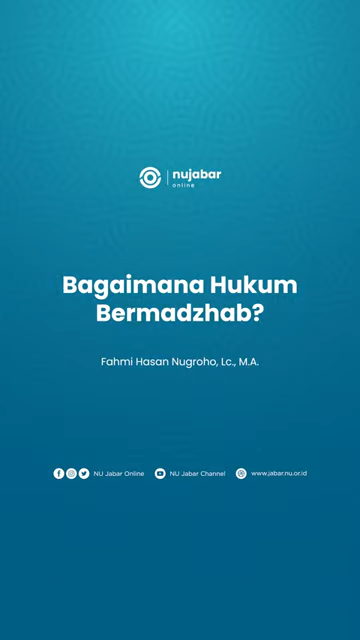 nujabar
online
Bagaimana Hukum
Bermadzhab?
Fahmi Hasan Nugroho, Lc., M.A.
NU Jabar Online NU Jabar Channel www.jabar.nu.or.id